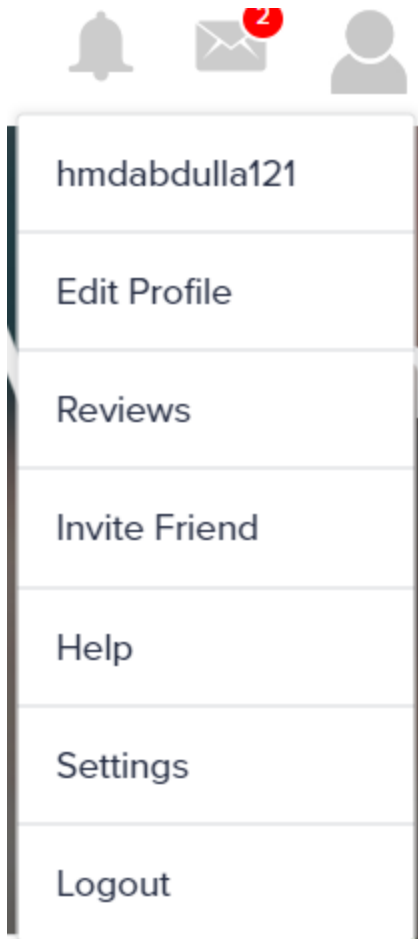 2
hmdabdulla121
Edit Profile
Reviews
Invite Friend
Help
Settings
Logout